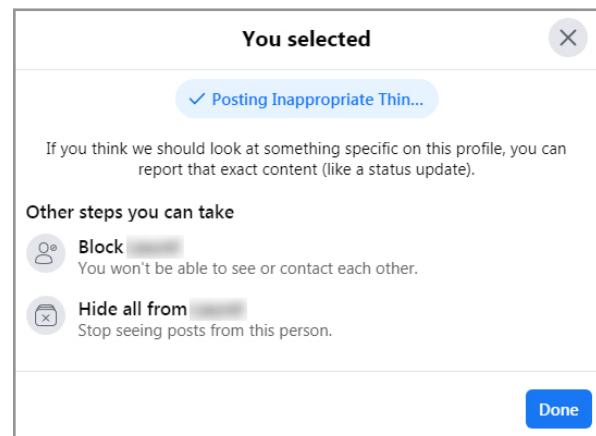 You selected
Posting Inappropriate Thin...
If you think we should look at something specific on this profile, you can
report that exact content (like a status update).
Other steps you can take
Block
You won't be able to see or contact each other.
Hide all from
Stop seeing posts from this person.
Done